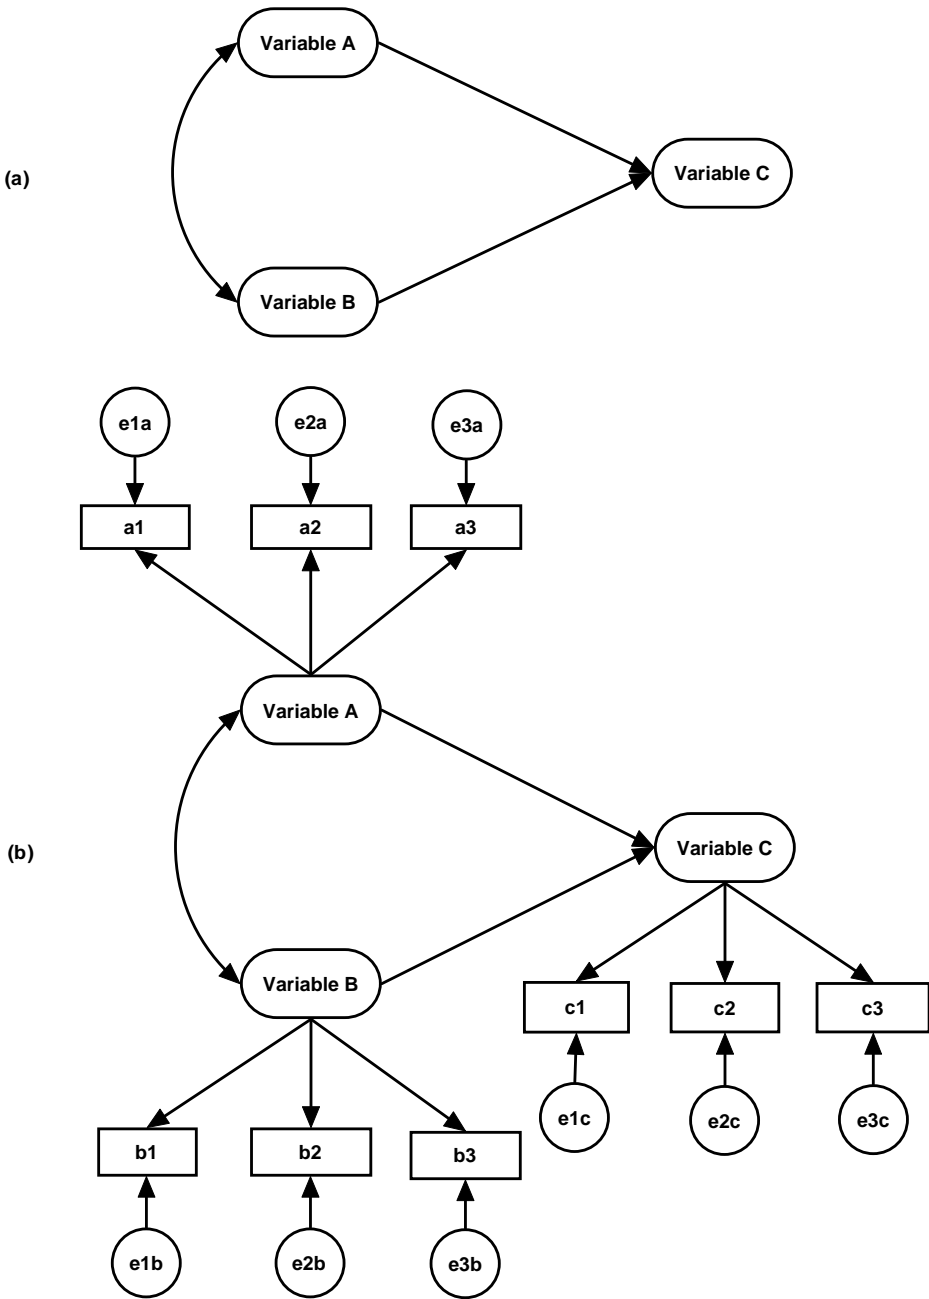 Variable A
(a)
Variable C
Variable B
e1a
e2a
e3a
a1
a2
a3
Variable A
(b)
Variable C
Variable B
c1
c2
c3
e1c
e2c
e3c
b1
b2
b3
e1b
e2b
e3b